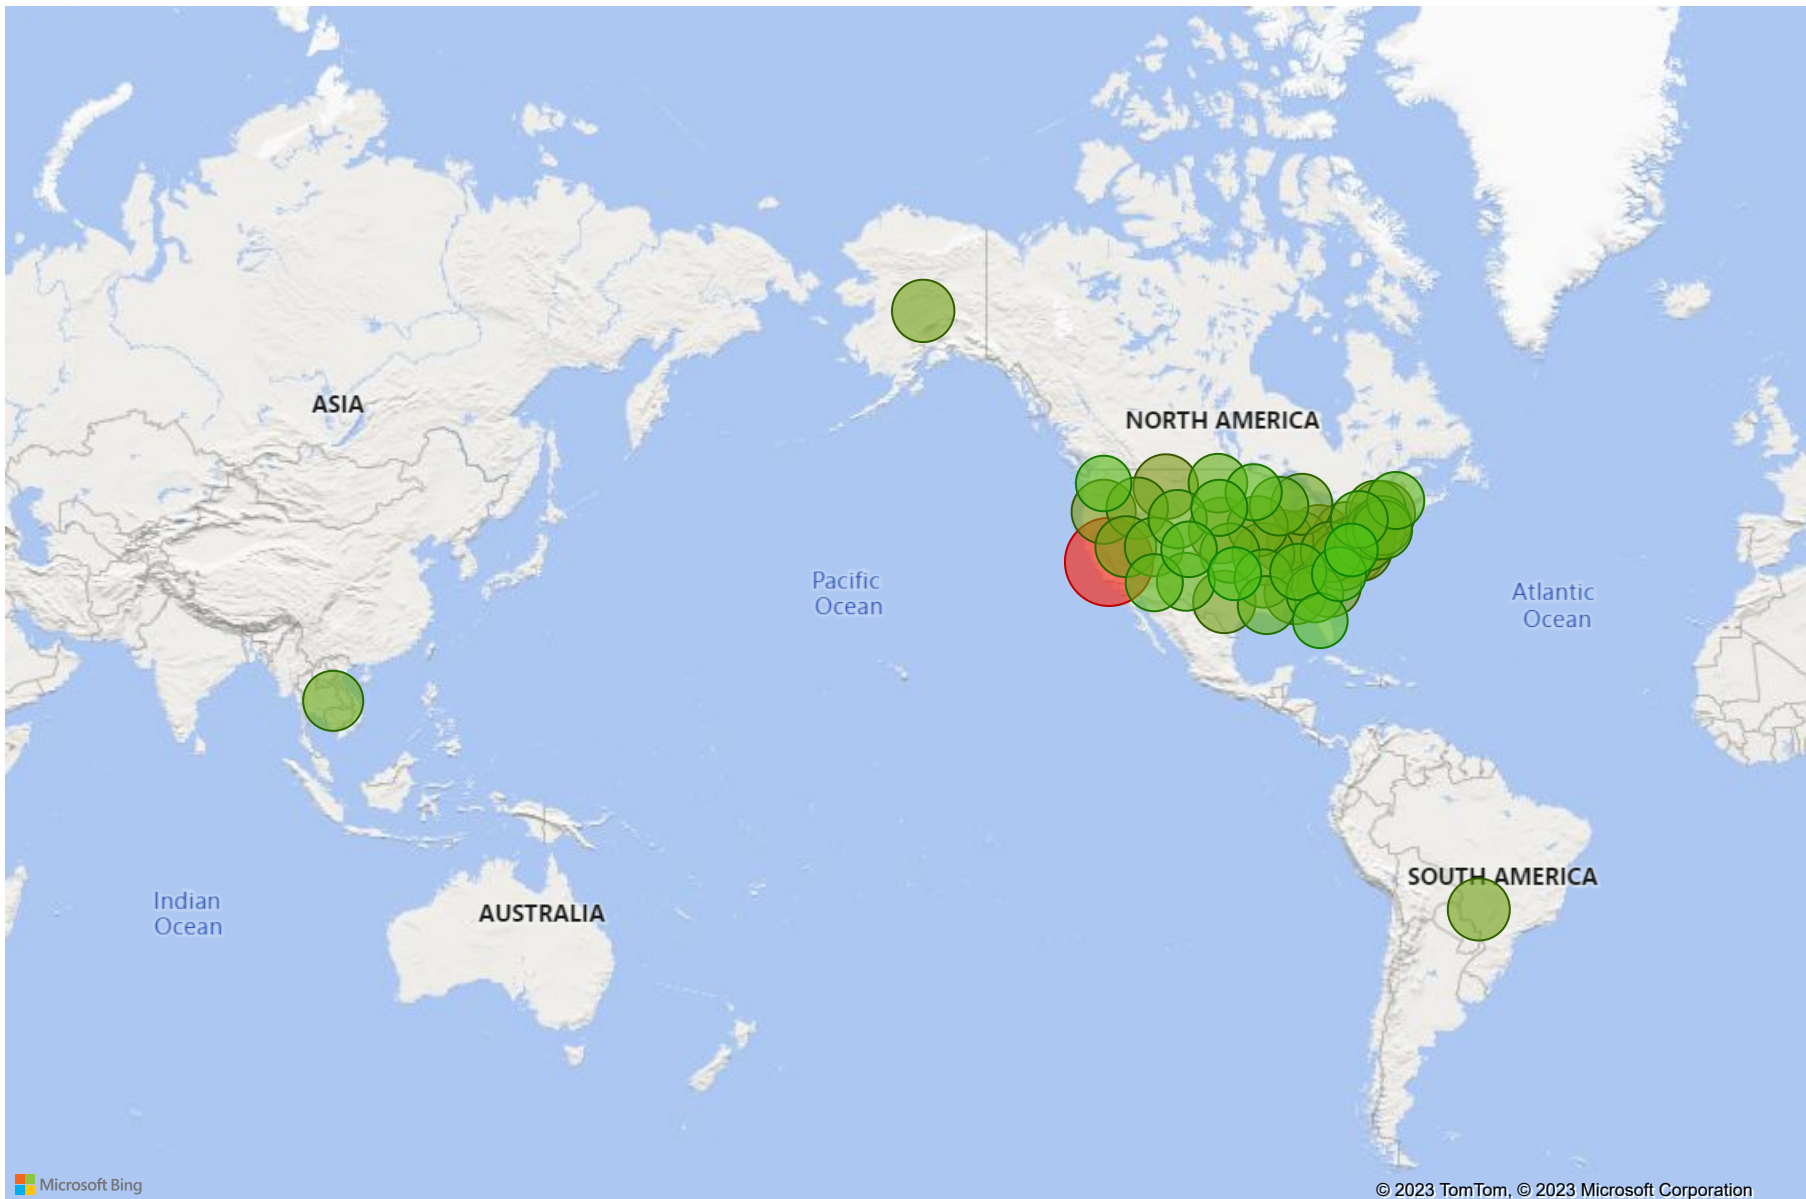 ASIA
NORTH AMERICA
Pacific
Ocean
Atlantic
Ocean
SOUTH AMERICA
Indian
Ocean
AUSTRALIA
Microsoft Bing
© 2023 TomTom, © 2023 Microsoft Corporation